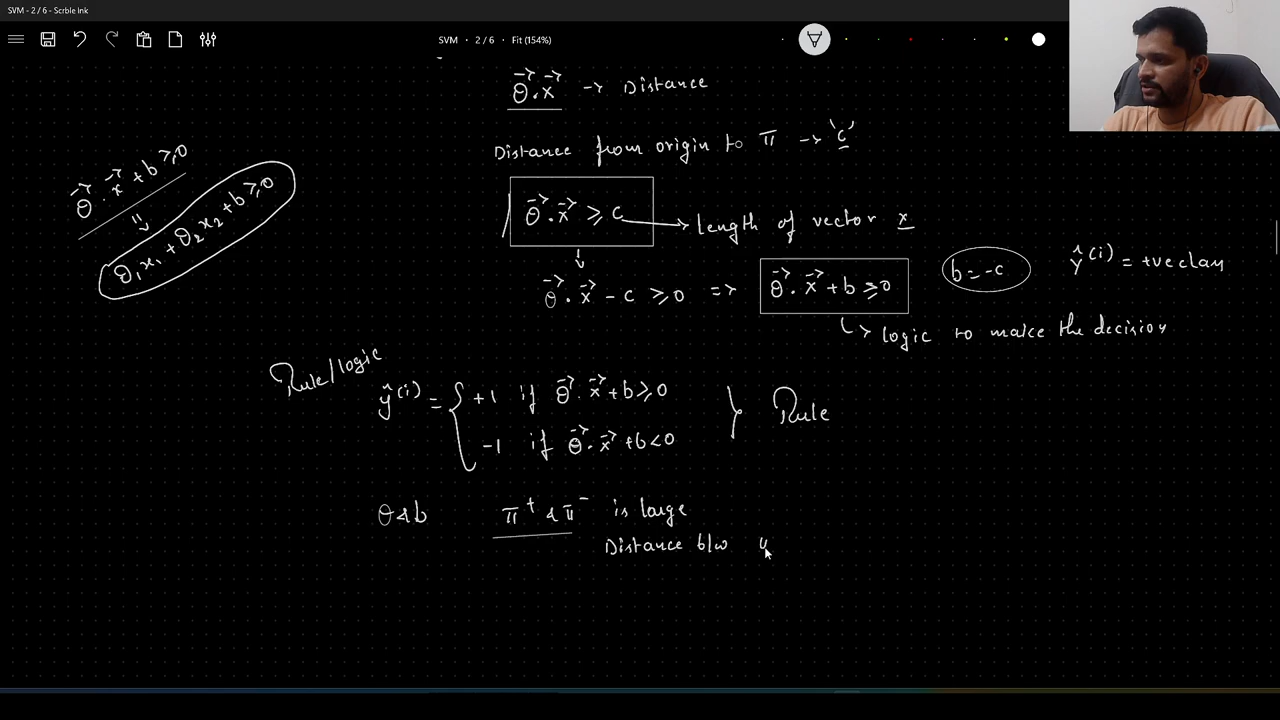 SVM - 2 / 6 - Scrble Ink
SVM • 2 / 6 • Fit (154%)
θ⃗.x⃗ -> Distance
Distance from origin to π -> 'c'
θ⃗.x⃗ + b ≥ 0
θ₁x₁ + θ₂x₂ + b ≥ 0
θ⃗.x⃗ ≥ c -> length of vector x
θ⃗.x⃗ - c ≥ 0 => θ⃗.x⃗ + b ≥ 0
b = -c
ŷ⁽ⁱ⁾ = +ve class
↳ logic to make the decision
Rule/logic
ŷ⁽ⁱ⁾ = { +1 if θ⃗.x⃗ + b ≥ 0
-1 if θ⃗.x⃗ + b < 0 } Rule
θ & b π⁺ & π⁻ is large
Distance b/w